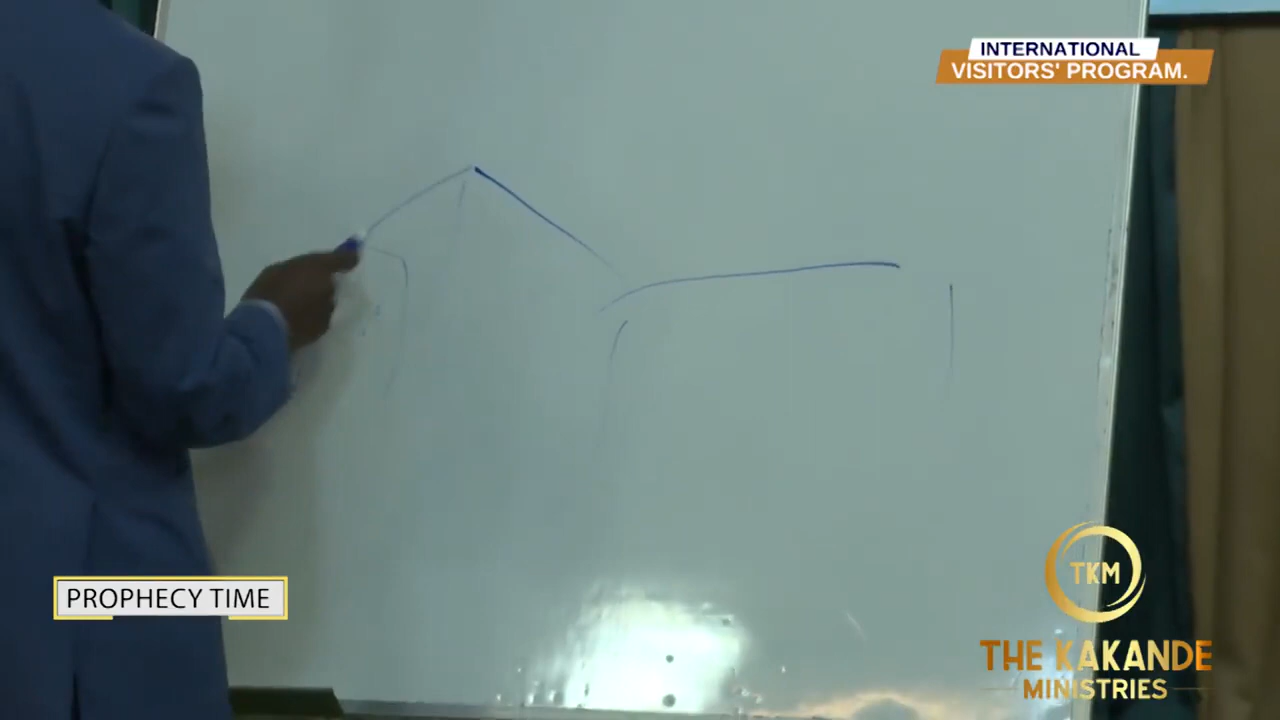 INTERNATIONAL
VISITORS' PROGRAM.
PROPHECY TIME
TKM
THE KAKANDE
MINISTRIES